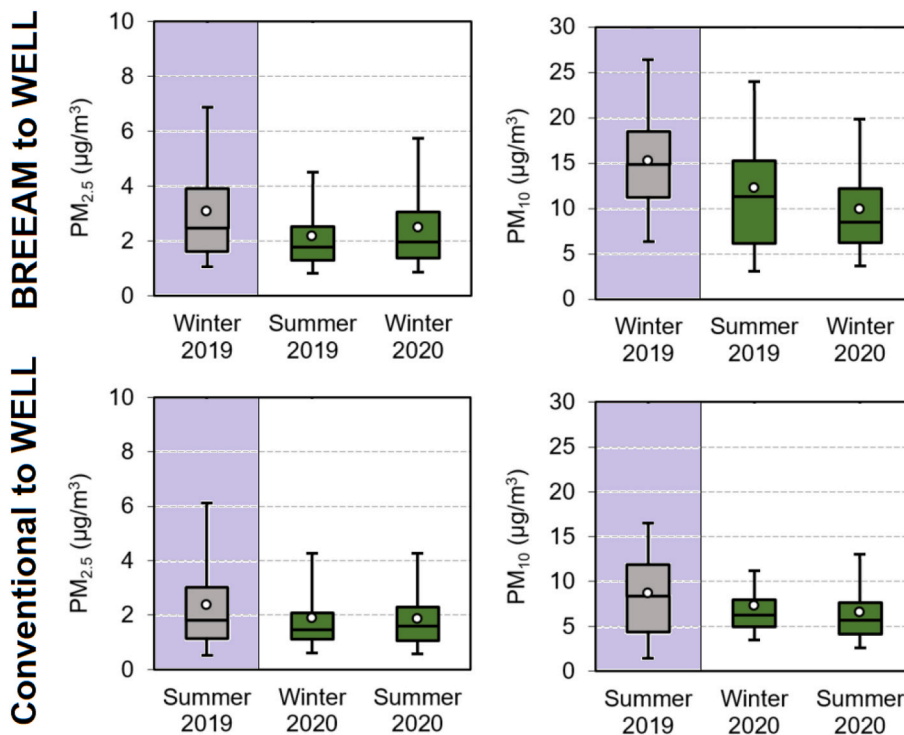 BREEAM to WELL
PM2.5 (µg/m³)
10
8
6
4
2
0
Winter
2019
Summer
2019
Winter
2020
PM10 (µg/m³)
30
25
20
15
10
5
0
Winter
2019
Summer
2019
Winter
2020
Conventional to WELL
PM2.5 (µg/m³)
10
8
6
4
2
0
Summer
2019
Winter
2020
Summer
2020
PM10 (µg/m³)
30
25
20
15
10
5
0
Summer
2019
Winter
2020
Summer
2020